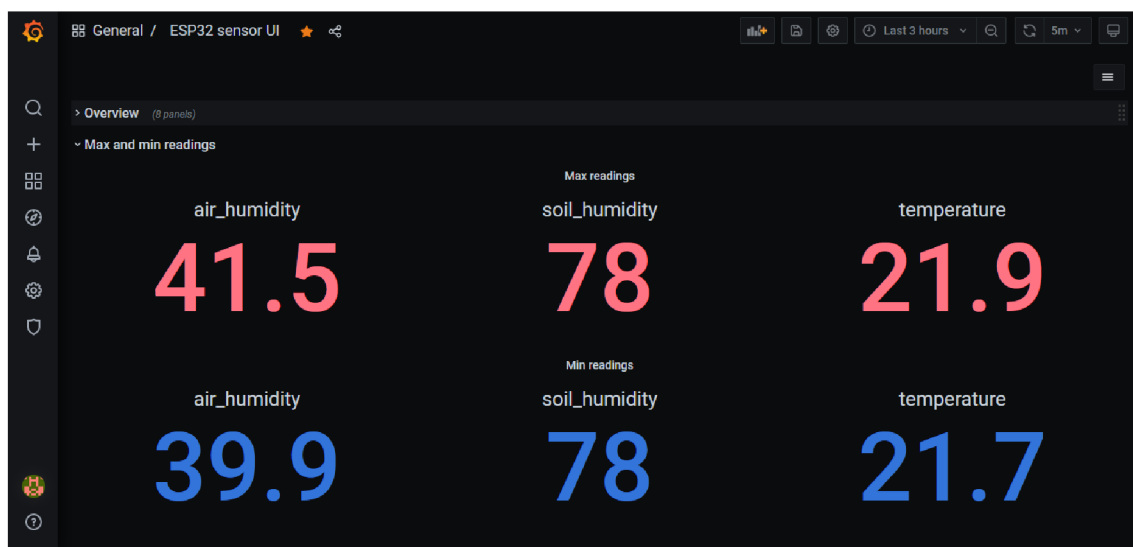 General / ESP32 sensor UI
Last 3 hours
5m
Overview (8 panels)
Max and min readings
Max readings
air_humidity soil_humidity temperature
41.5 78 21.9
Min readings
air_humidity soil_humidity temperature
39.9 78 21.7